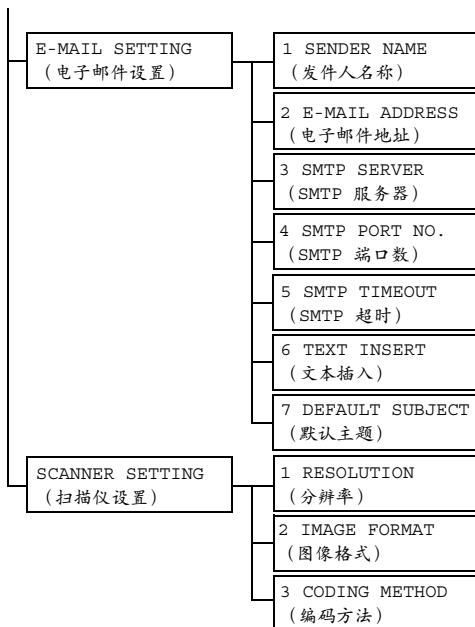 E-MAIL SETTING
（电子邮件设置）
1 SENDER NAME
（发件人名称）
2 E-MAIL ADDRESS
（电子邮件地址）
3 SMTP SERVER
（SMTP 服务器）
4 SMTP PORT NO.
（SMTP 端口数）
5 SMTP TIMEOUT
（SMTP 超时）
6 TEXT INSERT
（文本插入）
7 DEFAULT SUBJECT
（默认主题）
SCANNER SETTING
（扫描仪设置）
1 RESOLUTION
（分辨率）
2 IMAGE FORMAT
（图像格式）
3 CODING METHOD
（编码方法）